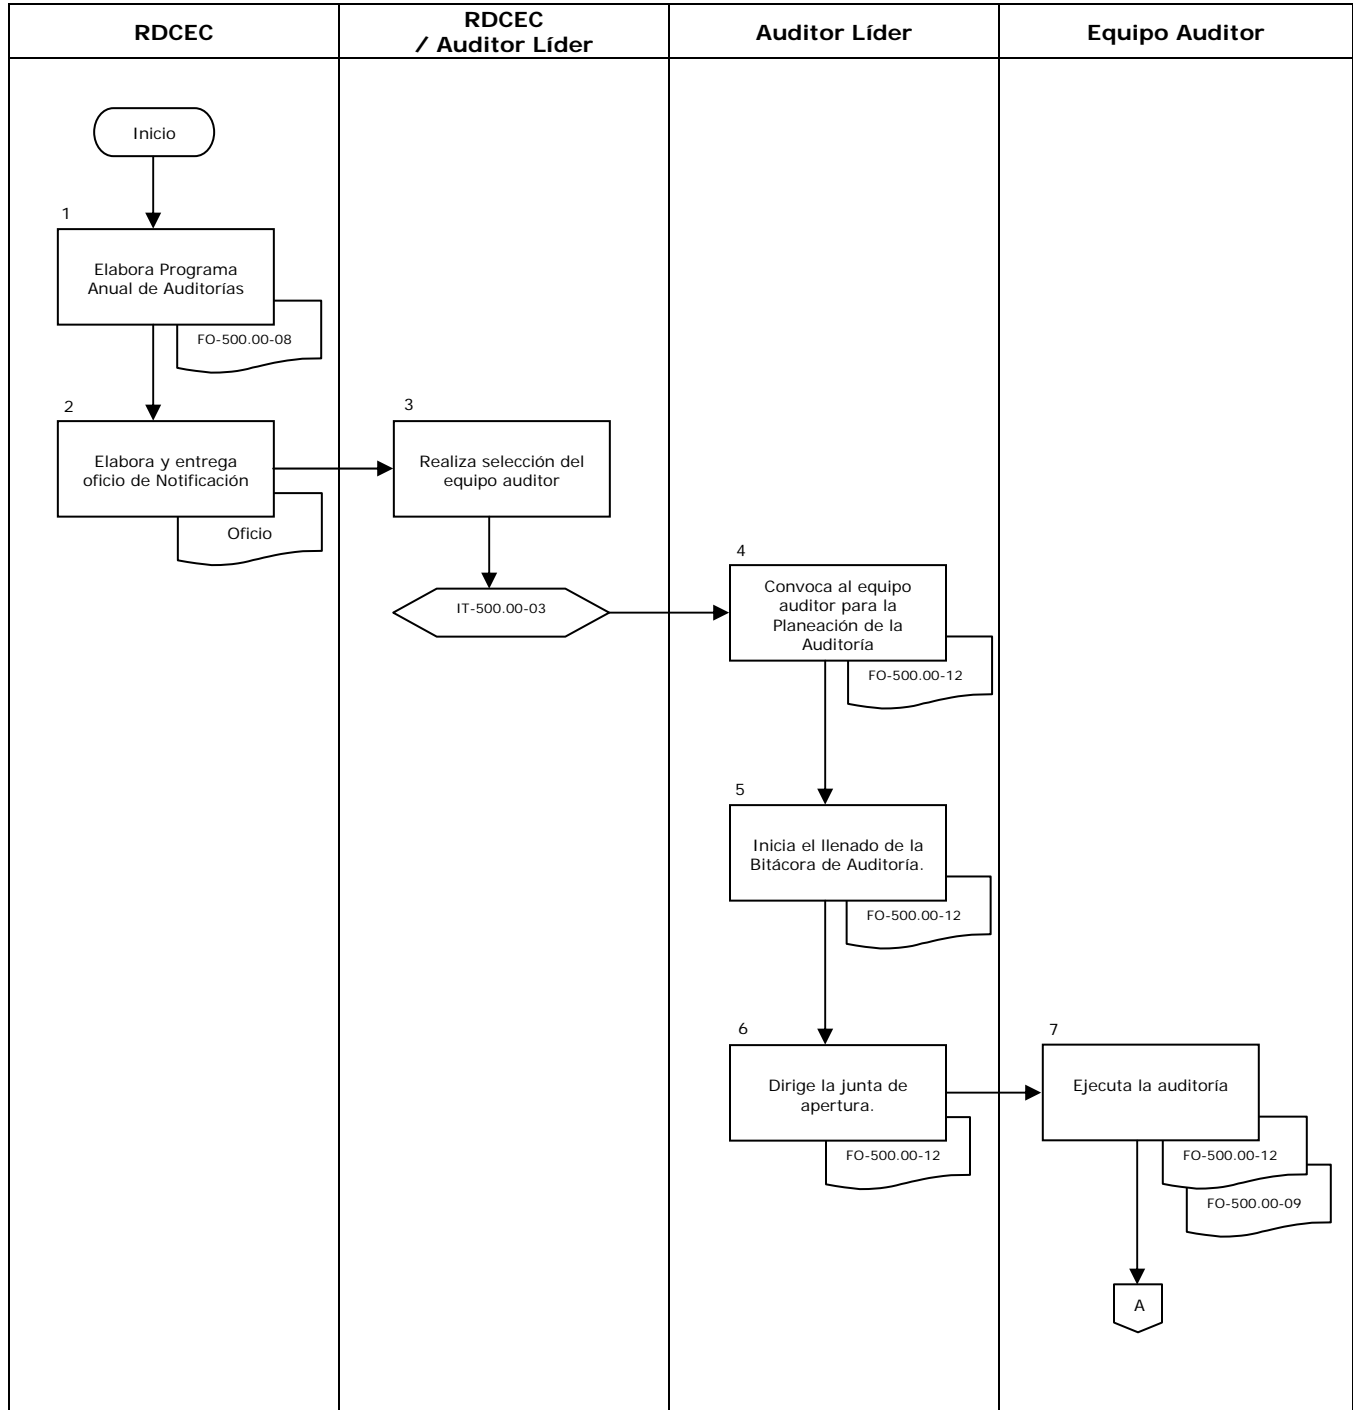 RDCEC
RDCEC
/ Auditor Líder
Auditor Líder
Equipo Auditor
Inicio
1
Elabora Programa
Anual de Auditorías
FO-500.00-08
2
Elabora y entrega
oficio de Notificación
Oficio
3
Realiza selección del
equipo auditor
IT-500.00-03
4
Convoca al equipo
auditor para la
Planeación de la
Auditoría
FO-500.00-12
5
Inicia el llenado de la
Bitácora de Auditoría.
FO-500.00-12
6
Dirige la junta de
apertura.
FO-500.00-12
7
Ejecuta la auditoría
FO-500.00-12
FO-500.00-09
A